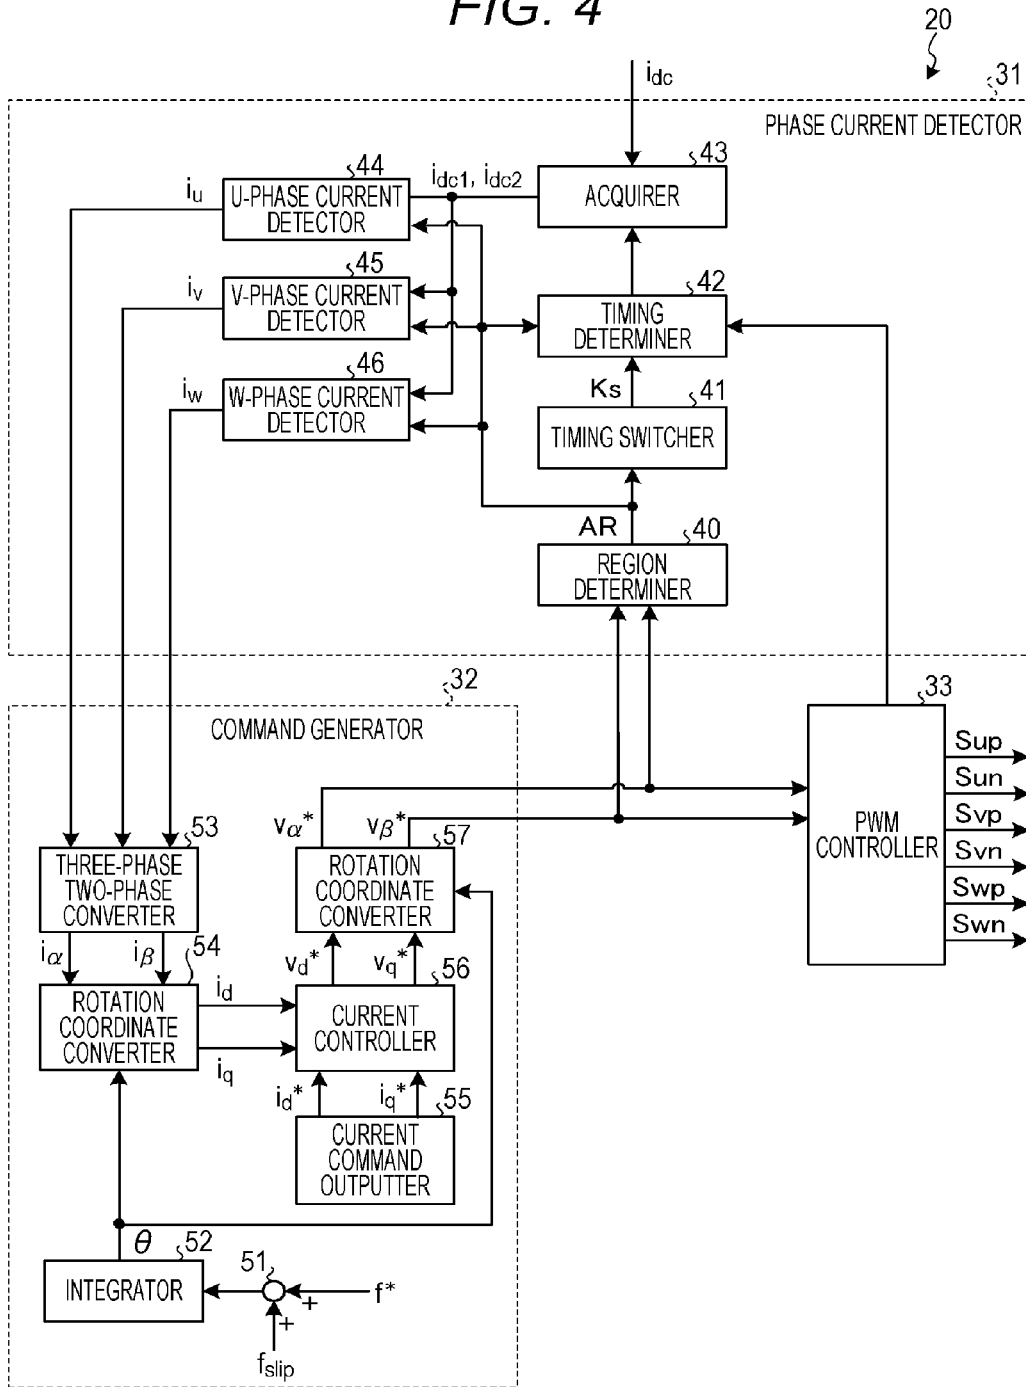 FIG. 4
20
31
PHASE CURRENT DETECTOR
idc
43
ACQUIRER
idc1, idc2
44
U-PHASE CURRENT
DETECTOR
iu
45
V-PHASE CURRENT
DETECTOR
iv
46
W-PHASE CURRENT
DETECTOR
iw
42
TIMING
DETERMINER
Ks
41
TIMING SWITCHER
AR
40
REGION
DETERMINER
32
COMMAND GENERATOR
33
PWM
CONTROLLER
Sup
Sun
Svp
Svn
Swp
Swn
53
THREE-PHASE
TWO-PHASE
CONVERTER
vα*
vβ*
57
ROTATION
COORDINATE
CONVERTER
iα
iβ
54
ROTATION
COORDINATE
CONVERTER
id
iq
vd*
vq*
56
CURRENT
CONTROLLER
id*
iq*
55
CURRENT
COMMAND
OUTPUTTER
θ
52
INTEGRATOR
51
+
f*
+
fslip